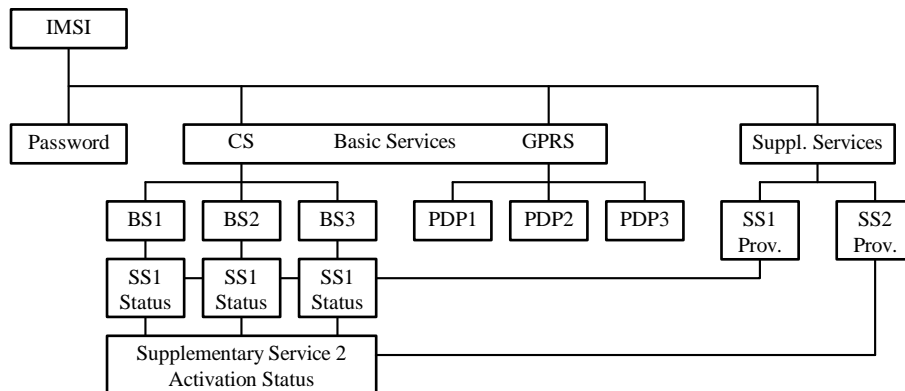 IMSI
Password
CS Basic Services GPRS
Suppl. Services
BS1
BS2
BS3
PDP1
PDP2
PDP3
SS1
Prov.
SS2
Prov.
SS1
Status
SS1
Status
SS1
Status
Supplementary Service 2
Activation Status